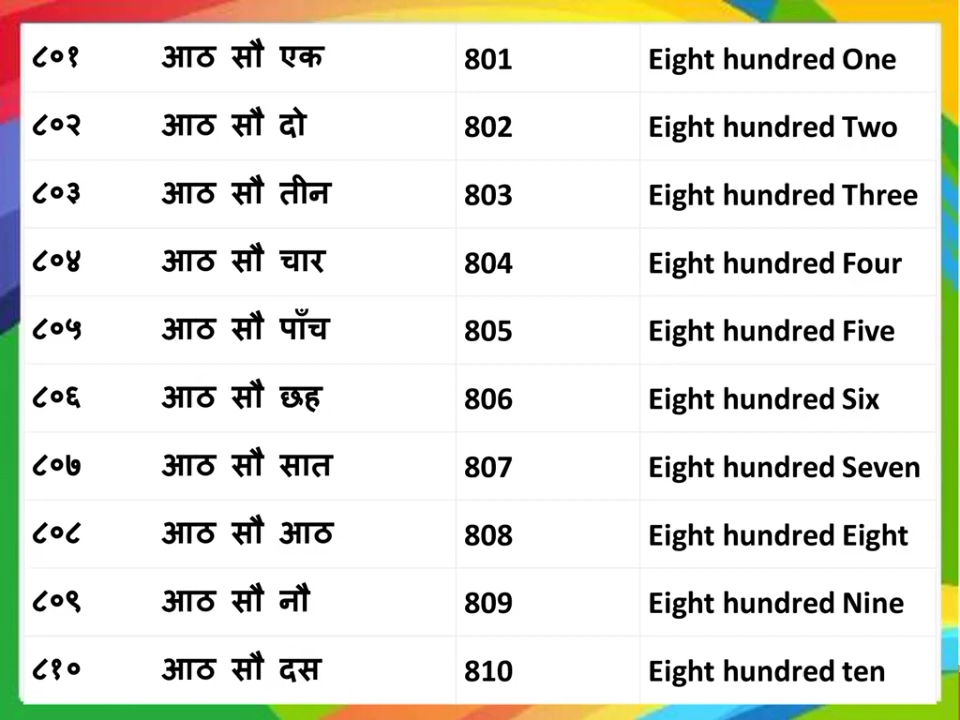 ८०१ आठ सौ एक 801 Eight hundred One
८०२ आठ सौ दो 802 Eight hundred Two
८०३ आठ सौ तीन 803 Eight hundred Three
८०४ आठ सौ चार 804 Eight hundred Four
८०५ आठ सौ पाँच 805 Eight hundred Five
८०६ आठ सौ छह 806 Eight hundred Six
८०७ आठ सौ सात 807 Eight hundred Seven
८०८ आठ सौ आठ 808 Eight hundred Eight
८०९ आठ सौ नौ 809 Eight hundred Nine
८१० आठ सौ दस 810 Eight hundred ten